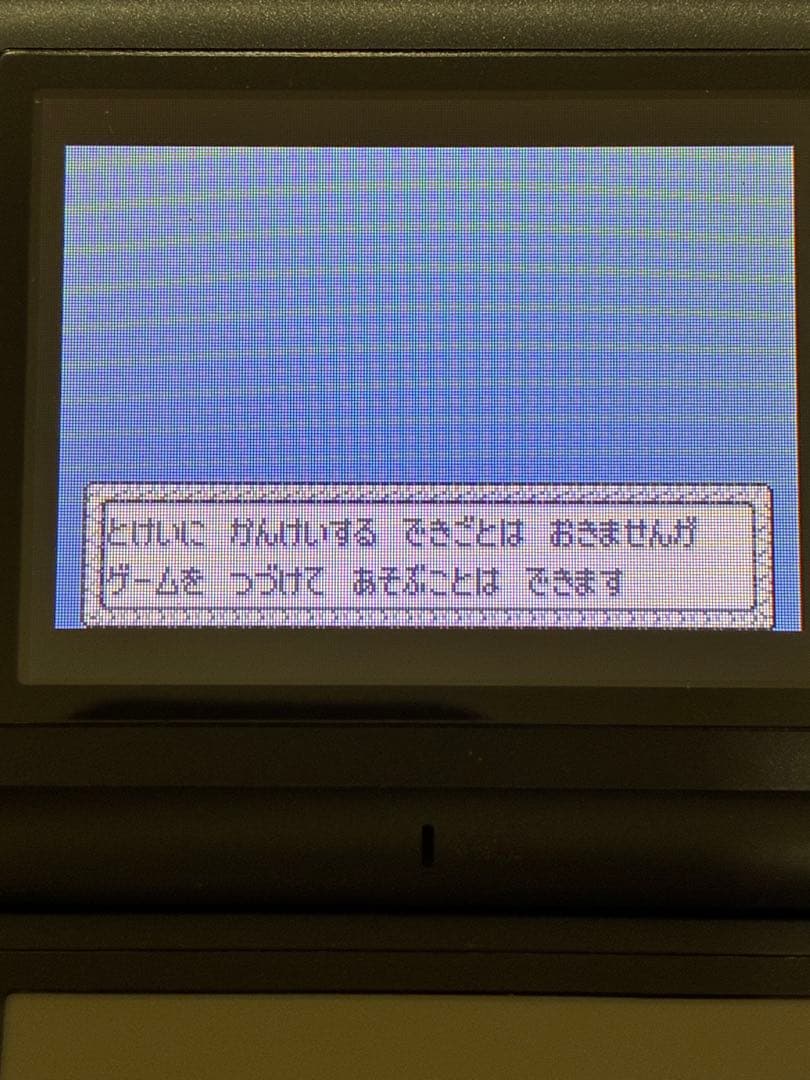 とけいに かんけいする できごとは おきませんが
ゲームを つづけて あそぶことは できます